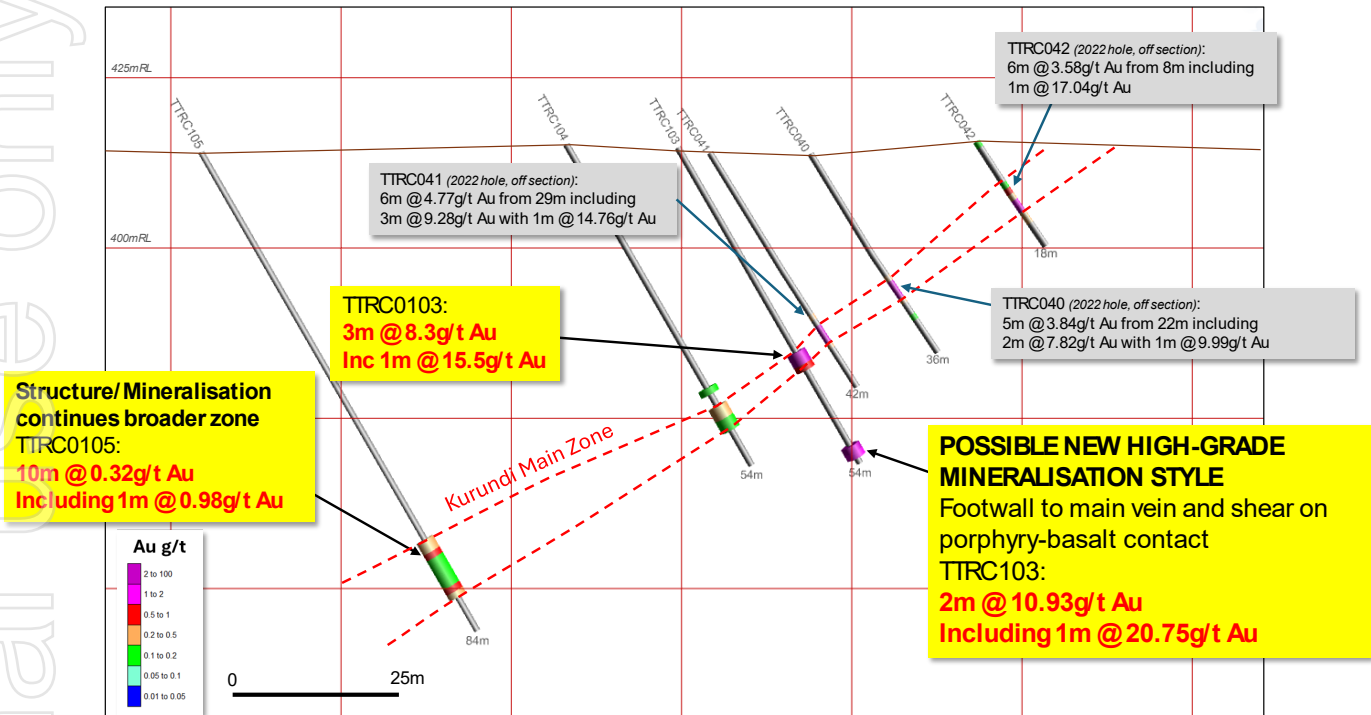 425mRL
400mRL
TTRC105
TTRC104
TTRC103
TTRC041
TTRC040
TTRC042
TTRC042 (2022 hole, off section):
6m @ 3.58g/t Au from 8m including
1m @ 17.04g/t Au
TTRC041 (2022 hole, off section):
6m @ 4.77g/t Au from 29m including
3m @ 9.28g/t Au with 1m @ 14.76g/t Au
TTRC040 (2022 hole, off section):
5m @ 3.84g/t Au from 22m including
2m @ 7.82g/t Au with 1m @ 9.99g/t Au
TTRC0103:
3m @ 8.3g/t Au
Inc 1m @ 15.5g/t Au
Structure/Mineralisation
continues broader zone
TTRC0105:
10m @ 0.32g/t Au
Including 1m @ 0.98g/t Au
Kurundi Main Zone
POSSIBLE NEW HIGH-GRADE
MINERALISATION STYLE
Footwall to main vein and shear on
porphyry-basalt contact
TTRC103:
2m @ 10.93g/t Au
Including 1m @ 20.75g/t Au
18m
36m
42m
54m
54m
84m
Au g/t
2 to 100
1 to 2
0.5 to 1
0.2 to 0.5
0.1 to 0.2
0.05 to 0.1
0.01 to 0.05
0 25m
use only